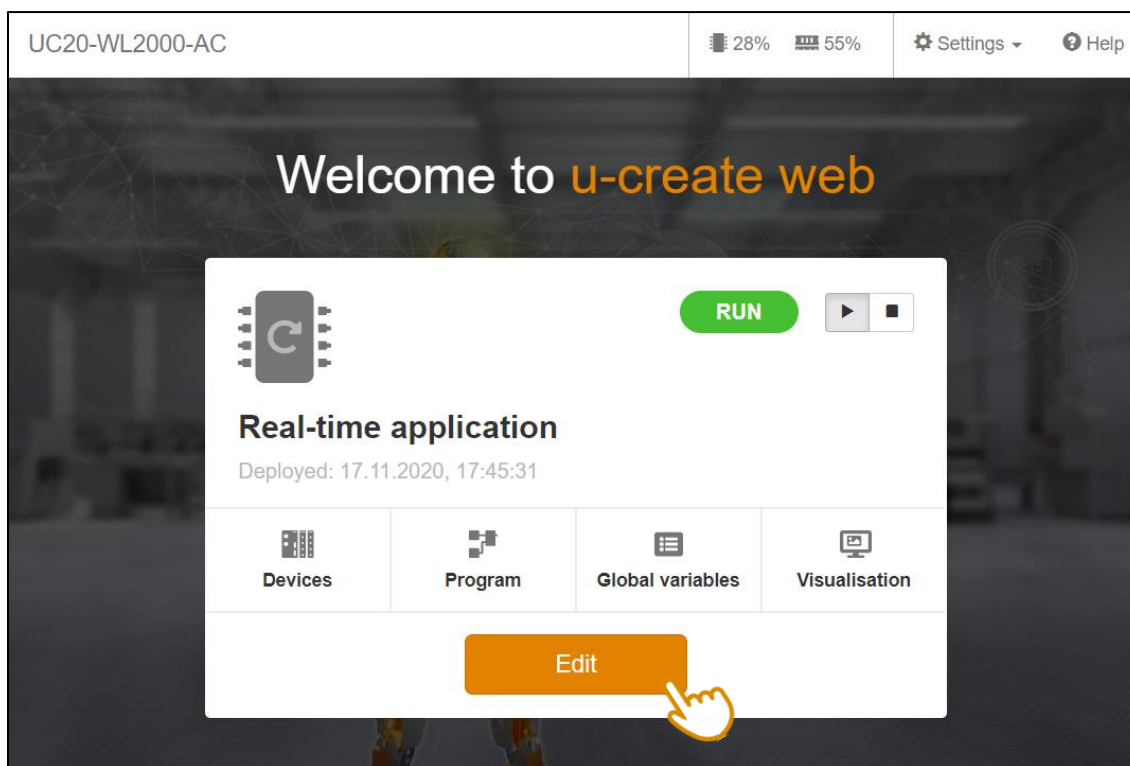 UC20-WL2000-AC 28% 55% Settings Help
Welcome to u-create web
RUN
Real-time application
Deployed: 17.11.2020, 17:45:31
Devices Program Global variables Visualisation
Edit